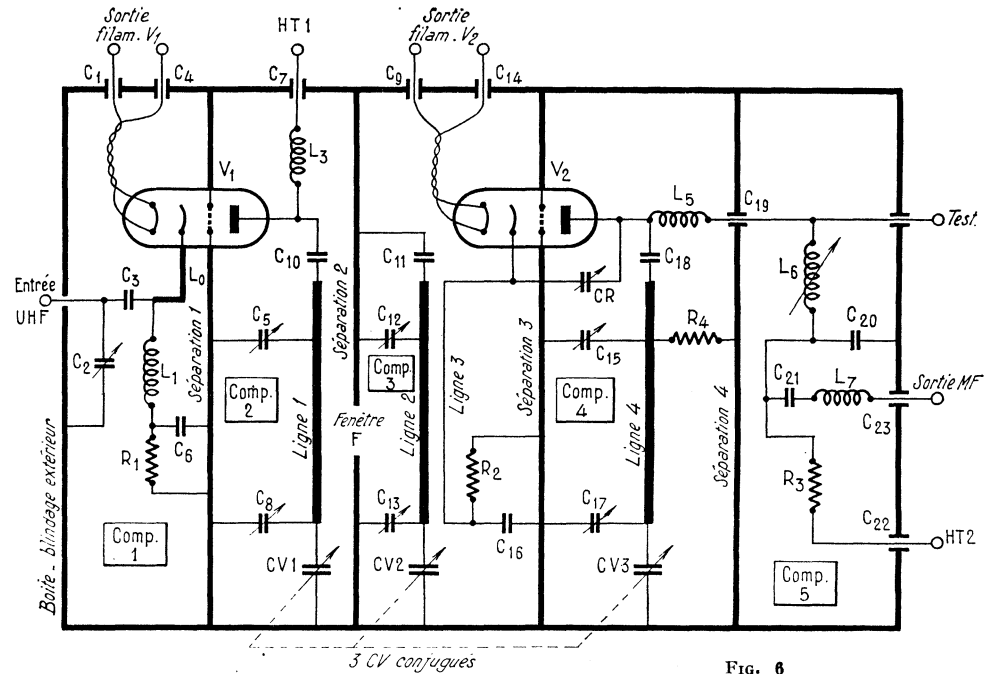 Sortie
filam. V1
HT1
Sortie
filam. V2
C1
C4
C7
C9
C14
L3
V1
V2
L5
C19
Test.
C10
C11
C18
L6
Entrée
UHF
C3
L0
CR
C5
C12
C15
R4
C20
C2
L1
Séparation 1
Séparation 2
Ligne 3
Séparation 3
C21
L7
Sortie MF
Comp.
2
Comp.
3
Comp.
4
C23
Fenêtre
F
Ligne 1
Ligne 2
Ligne 4
Séparation 4
R1
C6
R2
R3
Boite - blindage extérieur
C8
C13
C16
C17
C22
HT2
Comp.
1
CV1
CV2
CV3
Comp.
5
3 CV conjugués
FIG. 6